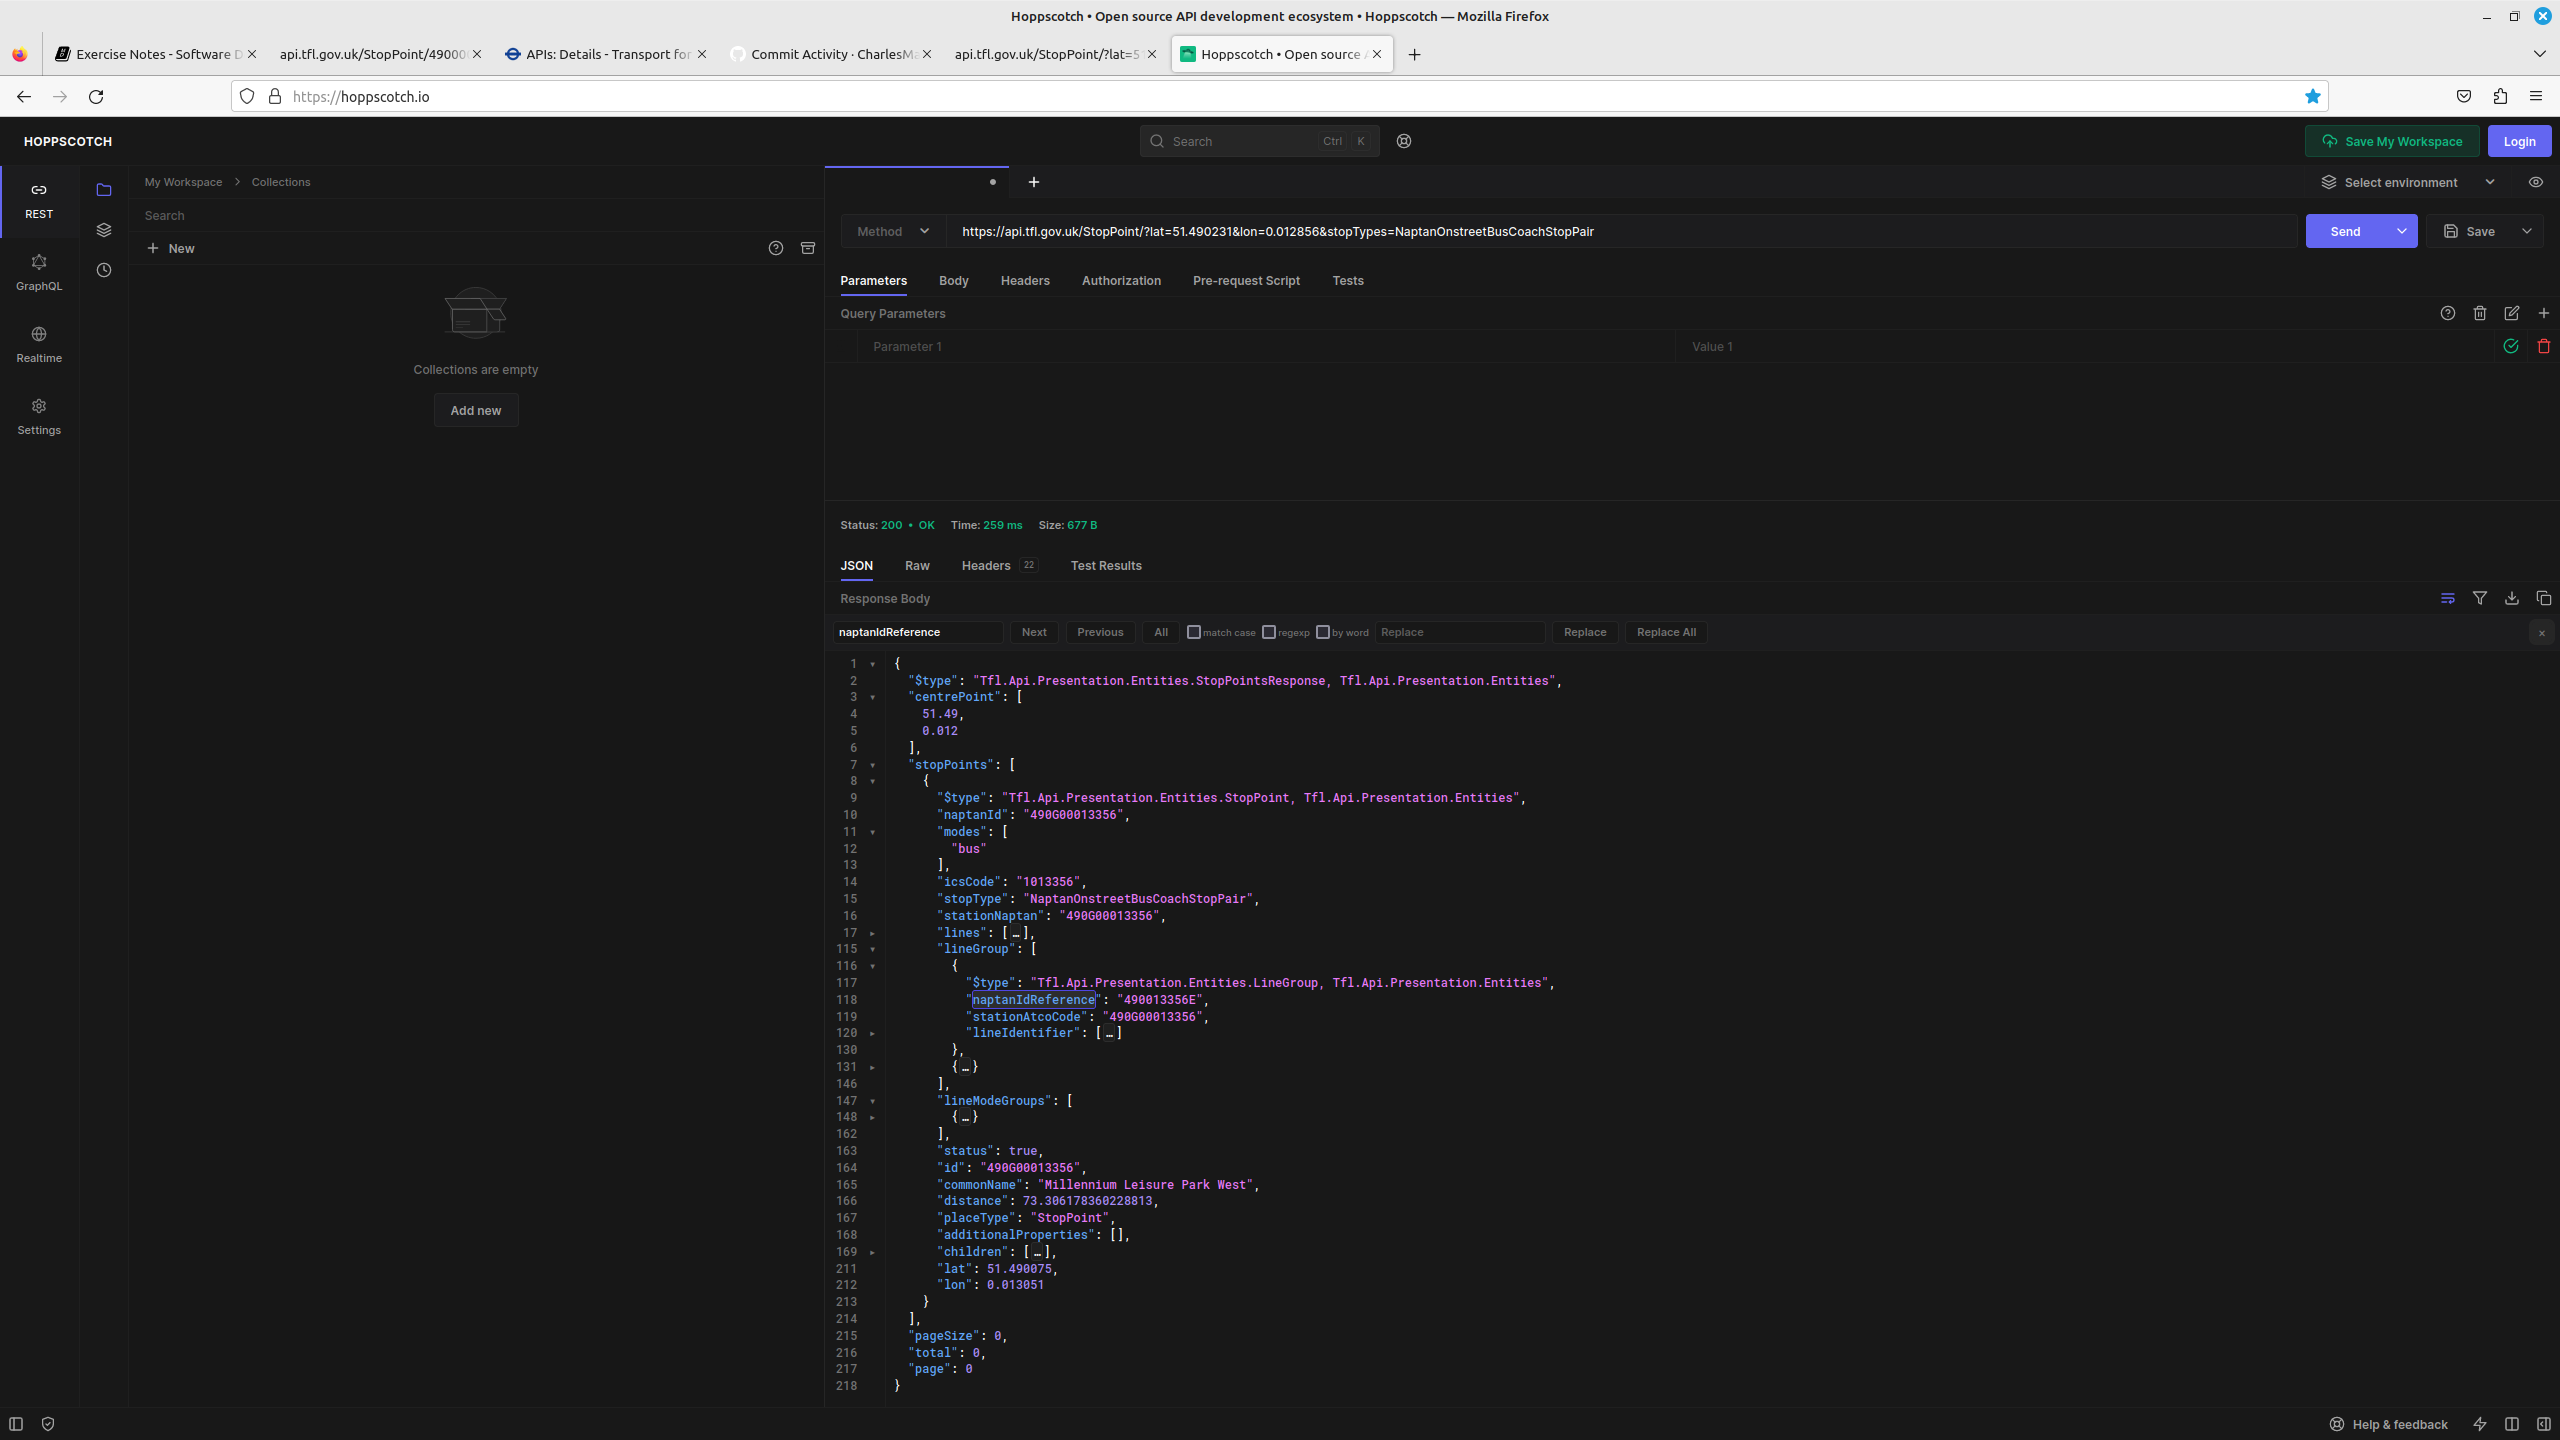 Hoppscotch • Open source API development ecosystem • Hoppscotch — Mozilla Firefox
Exercise Notes - Software D
api.tfl.gov.uk/StopPoint/49000
APIs: Details - Transport for
Commit Activity · CharlesMa
api.tfl.gov.uk/StopPoint/?lat=5
Hoppscotch • Open source A
https://hoppscotch.io
HOPPSCOTCH
Search Ctrl K
Save My Workspace
Login
REST
GraphQL
Realtime
Settings
My Workspace > Collections
Search
+ New
Collections are empty
Add new
Select environment
Method
https://api.tfl.gov.uk/StopPoint/?lat=51.490231&lon=0.012856&stopTypes=NaptanOnstreetBusCoachStopPair
Send
Save
Parameters Body Headers Authorization Pre-request Script Tests
Query Parameters
Parameter 1 Value 1
Status: 200 • OK Time: 259 ms Size: 677 B
JSON Raw Headers 22 Test Results
Response Body
naptanIdReference Next Previous All match case regexp by word Replace Replace Replace All ×
1 {
2 "$type": "Tfl.Api.Presentation.Entities.StopPointsResponse, Tfl.Api.Presentation.Entities",
3 "centrePoint": [
4 51.49,
5 0.012
6 ],
7 "stopPoints": [
8 {
9 "$type": "Tfl.Api.Presentation.Entities.StopPoint, Tfl.Api.Presentation.Entities",
10 "naptanId": "490G00013356",
11 "modes": [
12 "bus"
13 ],
14 "icsCode": "1013356",
15 "stopType": "NaptanOnstreetBusCoachStopPair",
16 "stationNaptan": "490G00013356",
17 "lines": […],
115 "lineGroup": [
116 {
117 "$type": "Tfl.Api.Presentation.Entities.LineGroup, Tfl.Api.Presentation.Entities",
118 "naptanIdReference": "490013356E",
119 "stationAtcoCode": "490G00013356",
120 "lineIdentifier": […]
130 },
131 {…}
146 ],
147 "lineModeGroups": [
148 {…}
162 ],
163 "status": true,
164 "id": "490G00013356",
165 "commonName": "Millennium Leisure Park West",
166 "distance": 73.306178360228813,
167 "placeType": "StopPoint",
168 "additionalProperties": [],
169 "children": […],
211 "lat": 51.490075,
212 "lon": 0.013051
213 }
214 ],
215 "pageSize": 0,
216 "total": 0,
217 "page": 0
218 }
Help & feedback